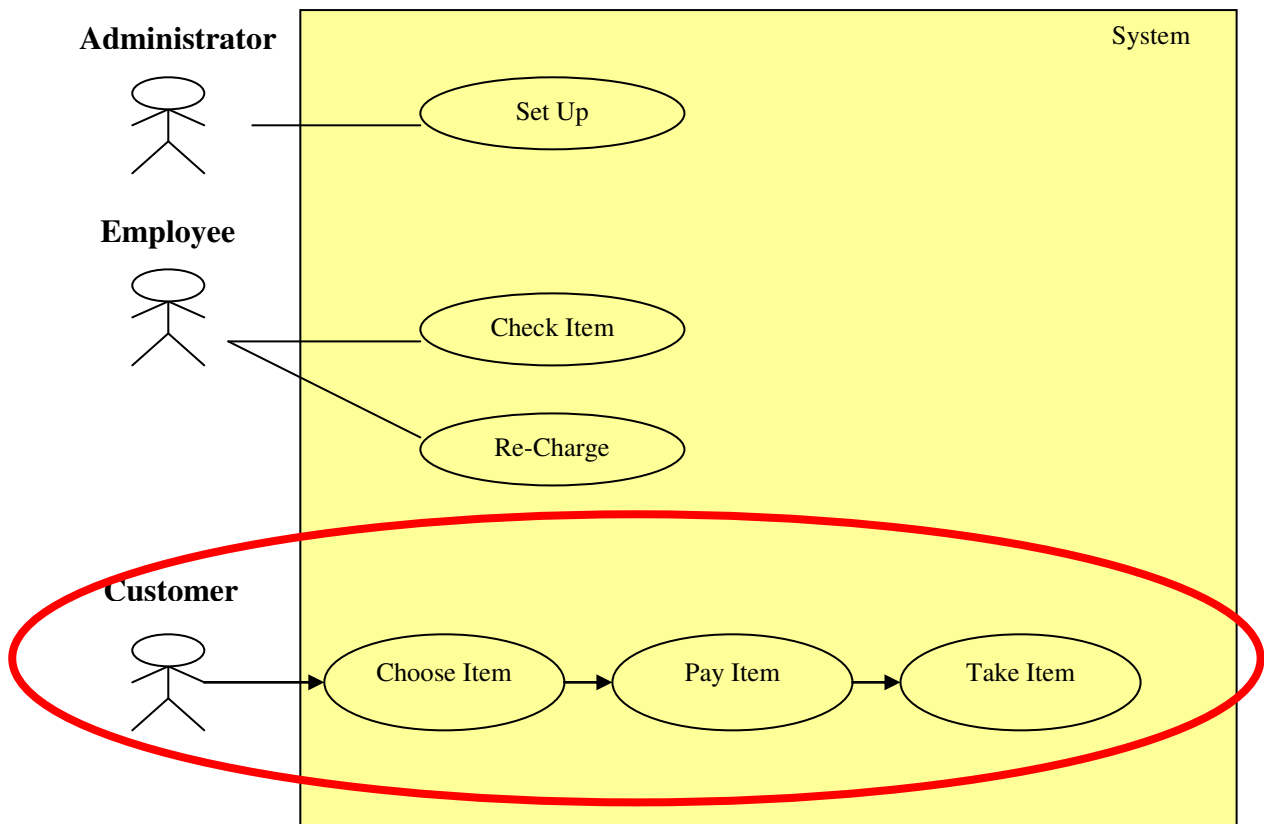 Administrator
System
Set Up
Employee
Check Item
Re-Charge
Customer
Choose Item
Pay Item
Take Item